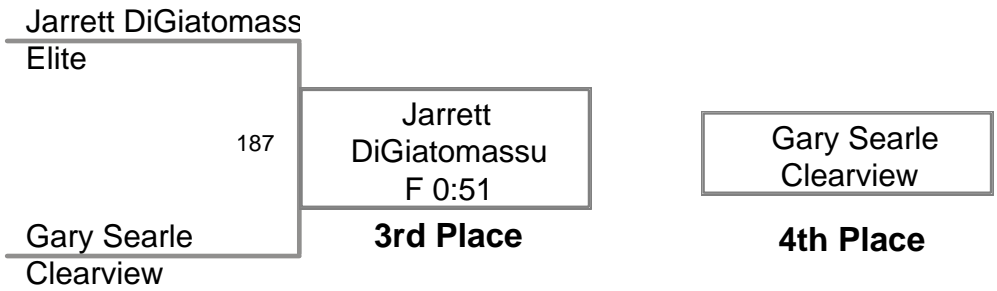 Jarrett DiGiatomass
Elite
187
Jarrett
DiGiatomassu
F 0:51
3rd Place
Gary Searle
Clearview
Gary Searle
Clearview
4th Place